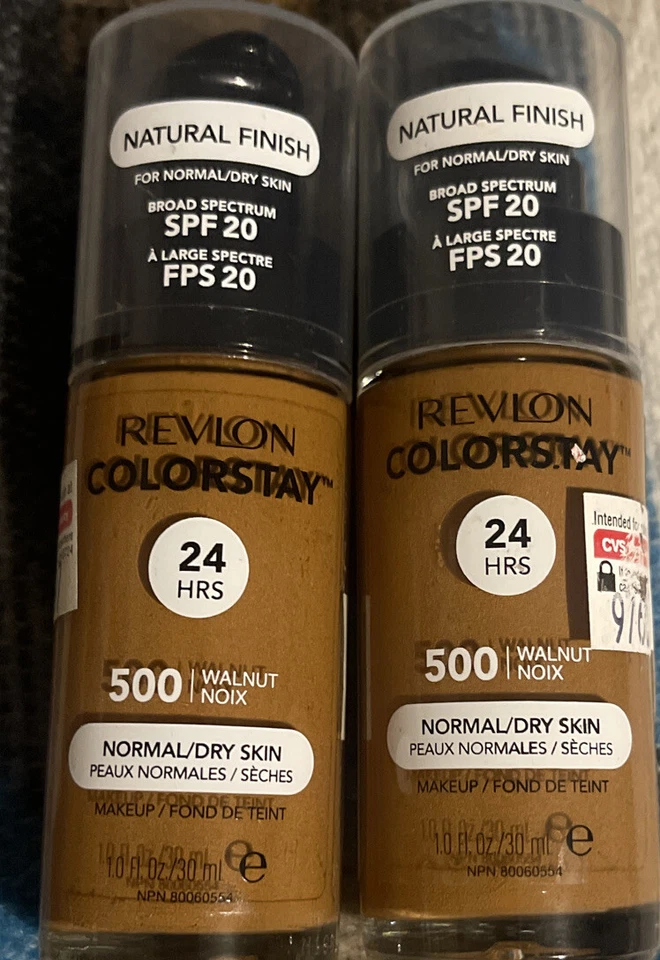 NATURAL FINISH
FOR NORMAL/DRY SKIN
BROAD SPECTRUM
SPF 20
À LARGE SPECTRE
FPS 20
REVLON
COLORSTAY™
24
HRS
500 | WALNUT
NOIX
NORMAL/DRY SKIN
PEAUX NORMALES / SÈCHES
MAKEUP / FOND DE TEINT
1.0 fl. Oz./30 ml e
NPN 80060554
NATURAL FINISH
FOR NORMAL/DRY SKIN
BROAD SPECTRUM
SPF 20
À LARGE SPECTRE
FPS 20
REVLON
COLORSTAY™
24
HRS
500 | WALNUT
NOIX
NORMAL/DRY SKIN
PEAUX NORMALES / SÈCHES
MAKEUP / FOND DE TEINT
1.0 fl. Oz./30 ml e
NPN 80060554
Intended for
CVS